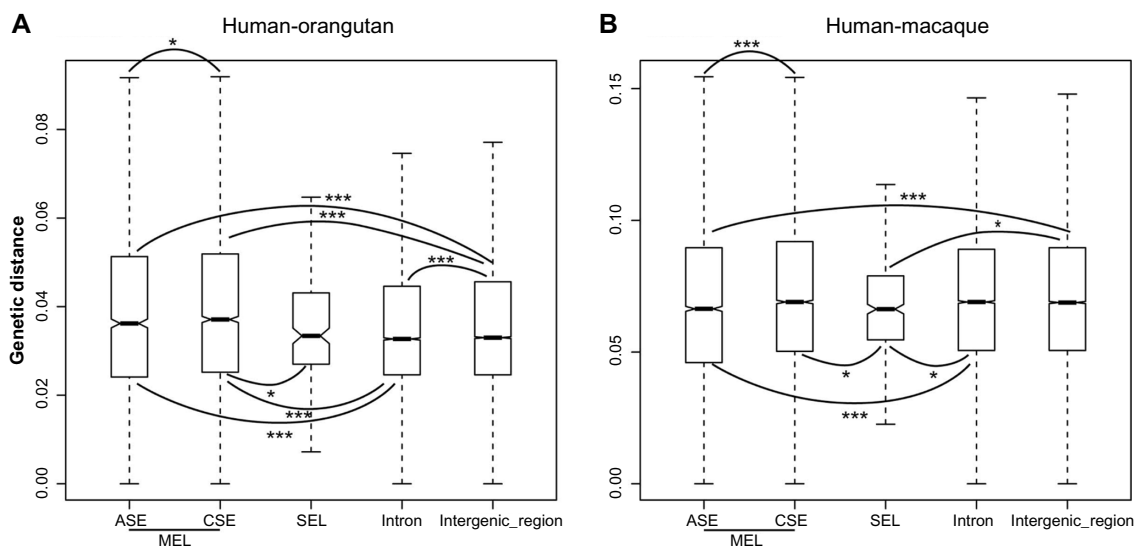 A
Human-orangutan
Genetic distance
0.00
0.02
0.04
0.06
0.08
*
***
***
***
*
***
***
ASE
CSE
SEL
Intron
Intergenic_region
MEL
B
Human-macaque
0.00
0.05
0.10
0.15
***
***
*
*
*
***
ASE
CSE
SEL
Intron
Intergenic_region
MEL